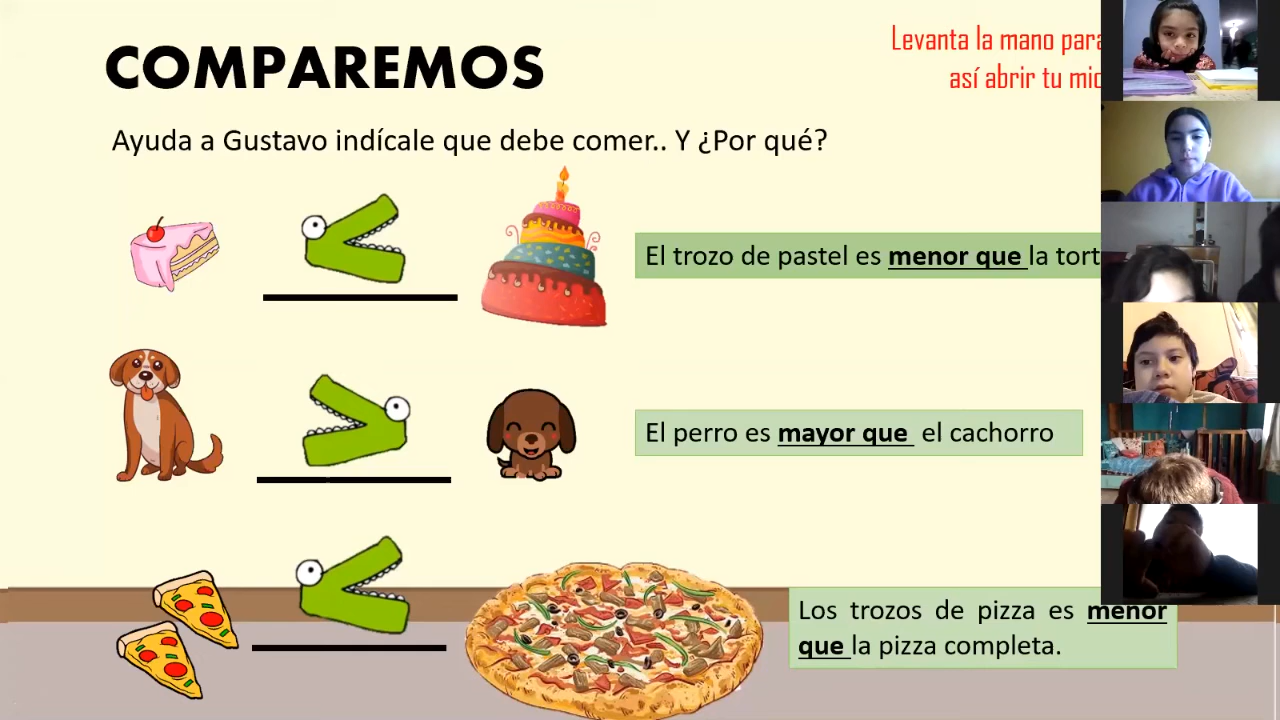 COMPAREMOS
Levanta la mano para
así abrir tu mic
Ayuda a Gustavo indícale que debe comer.. Y ¿Por qué?
El trozo de pastel es menor que la tort
El perro es mayor que el cachorro
Los trozos de pizza es menor
que la pizza completa.